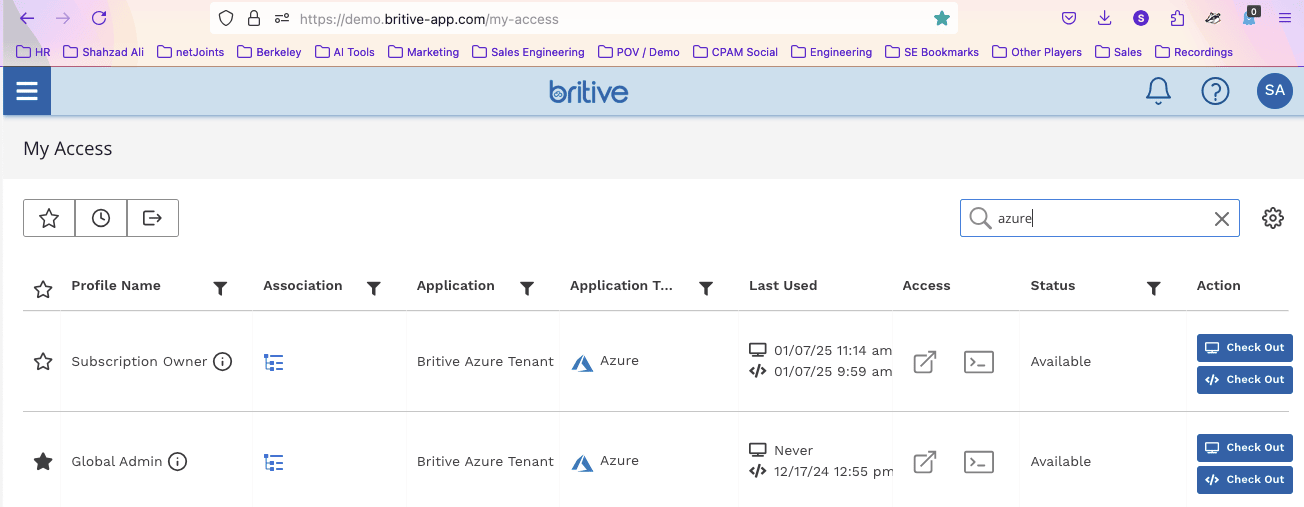 https://demo.britive-app.com/my-access
S
0
HR Shahzad Ali netJoints Berkeley AI Tools Marketing Sales Engineering POV / Demo CPAM Social Engineering SE Bookmarks Other Players Sales Recordings
britive
? SA
My Access
azure
Profile Name Association Application Application T... Last Used Access Status Action
Subscription Owner Britive Azure Tenant Azure 01/07/25 11:14 am Available Check Out
01/07/25 9:59 am Check Out
Global Admin Britive Azure Tenant Azure Never Available Check Out
12/17/24 12:55 pm Check Out